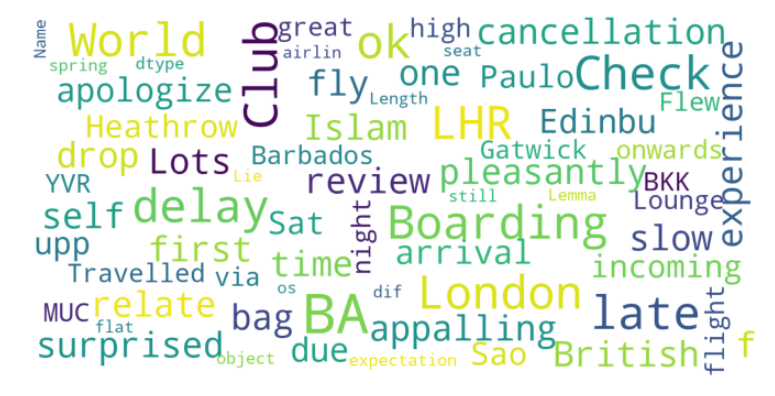 Name
World
Club
great
high
cancellation
airlin
seat
ok
spring
dtype
fly
one
Paulo
Check
experience
apologize
Length
Flew
Heathrow
Islam
LHR
Edinbu
drop
Lots
Barbados
Gatwick
onwards
YVR
Lie
review
pleasantly
BKK
still
Lemma
Lounge
self
delay
Sat
night
Boarding
slow
upp
first
time
arrival
incoming
Travelled
via
os
dif
London
late
flight
MUC
relate
bag
BA
appalling
flat
f
surprised
object
due
expectation
Sao
British